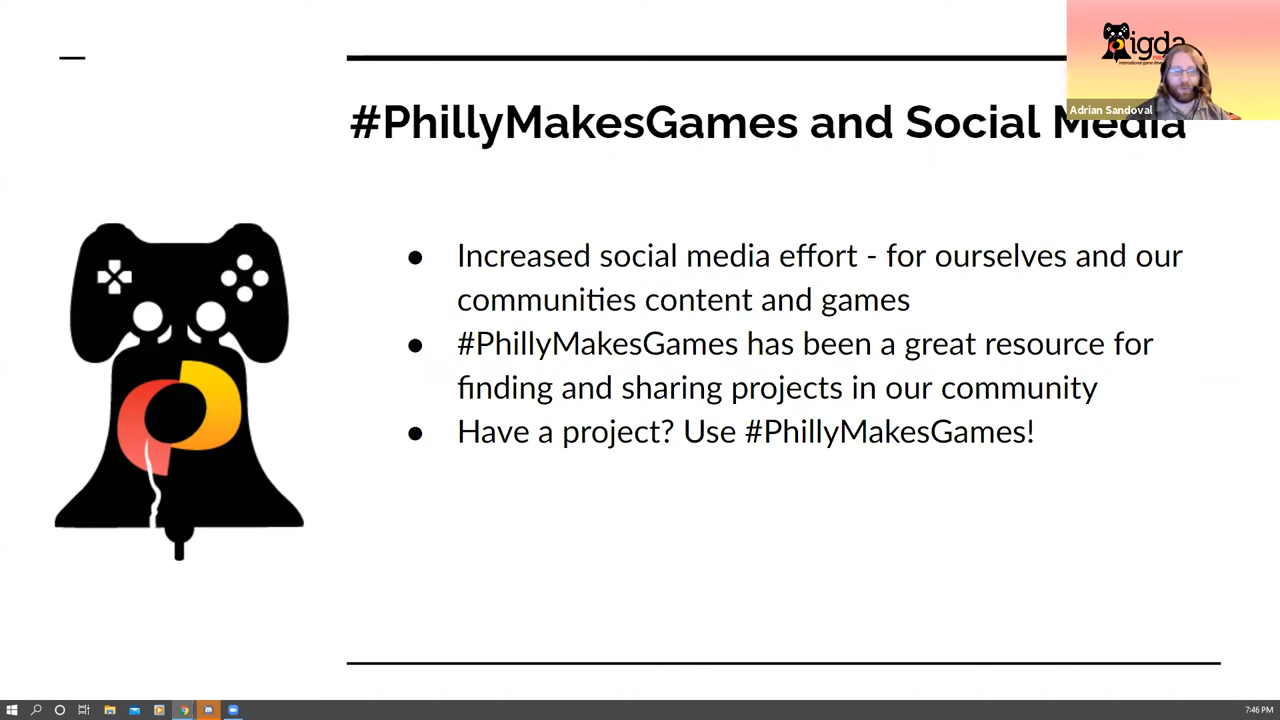 igda
Adrian Sandoval
#PhillyMakesGames and Social Media
● Increased social media effort - for ourselves and our
communities content and games
● #PhillyMakesGames has been a great resource for
finding and sharing projects in our community
● Have a project? Use #PhillyMakesGames!
7:46 PM